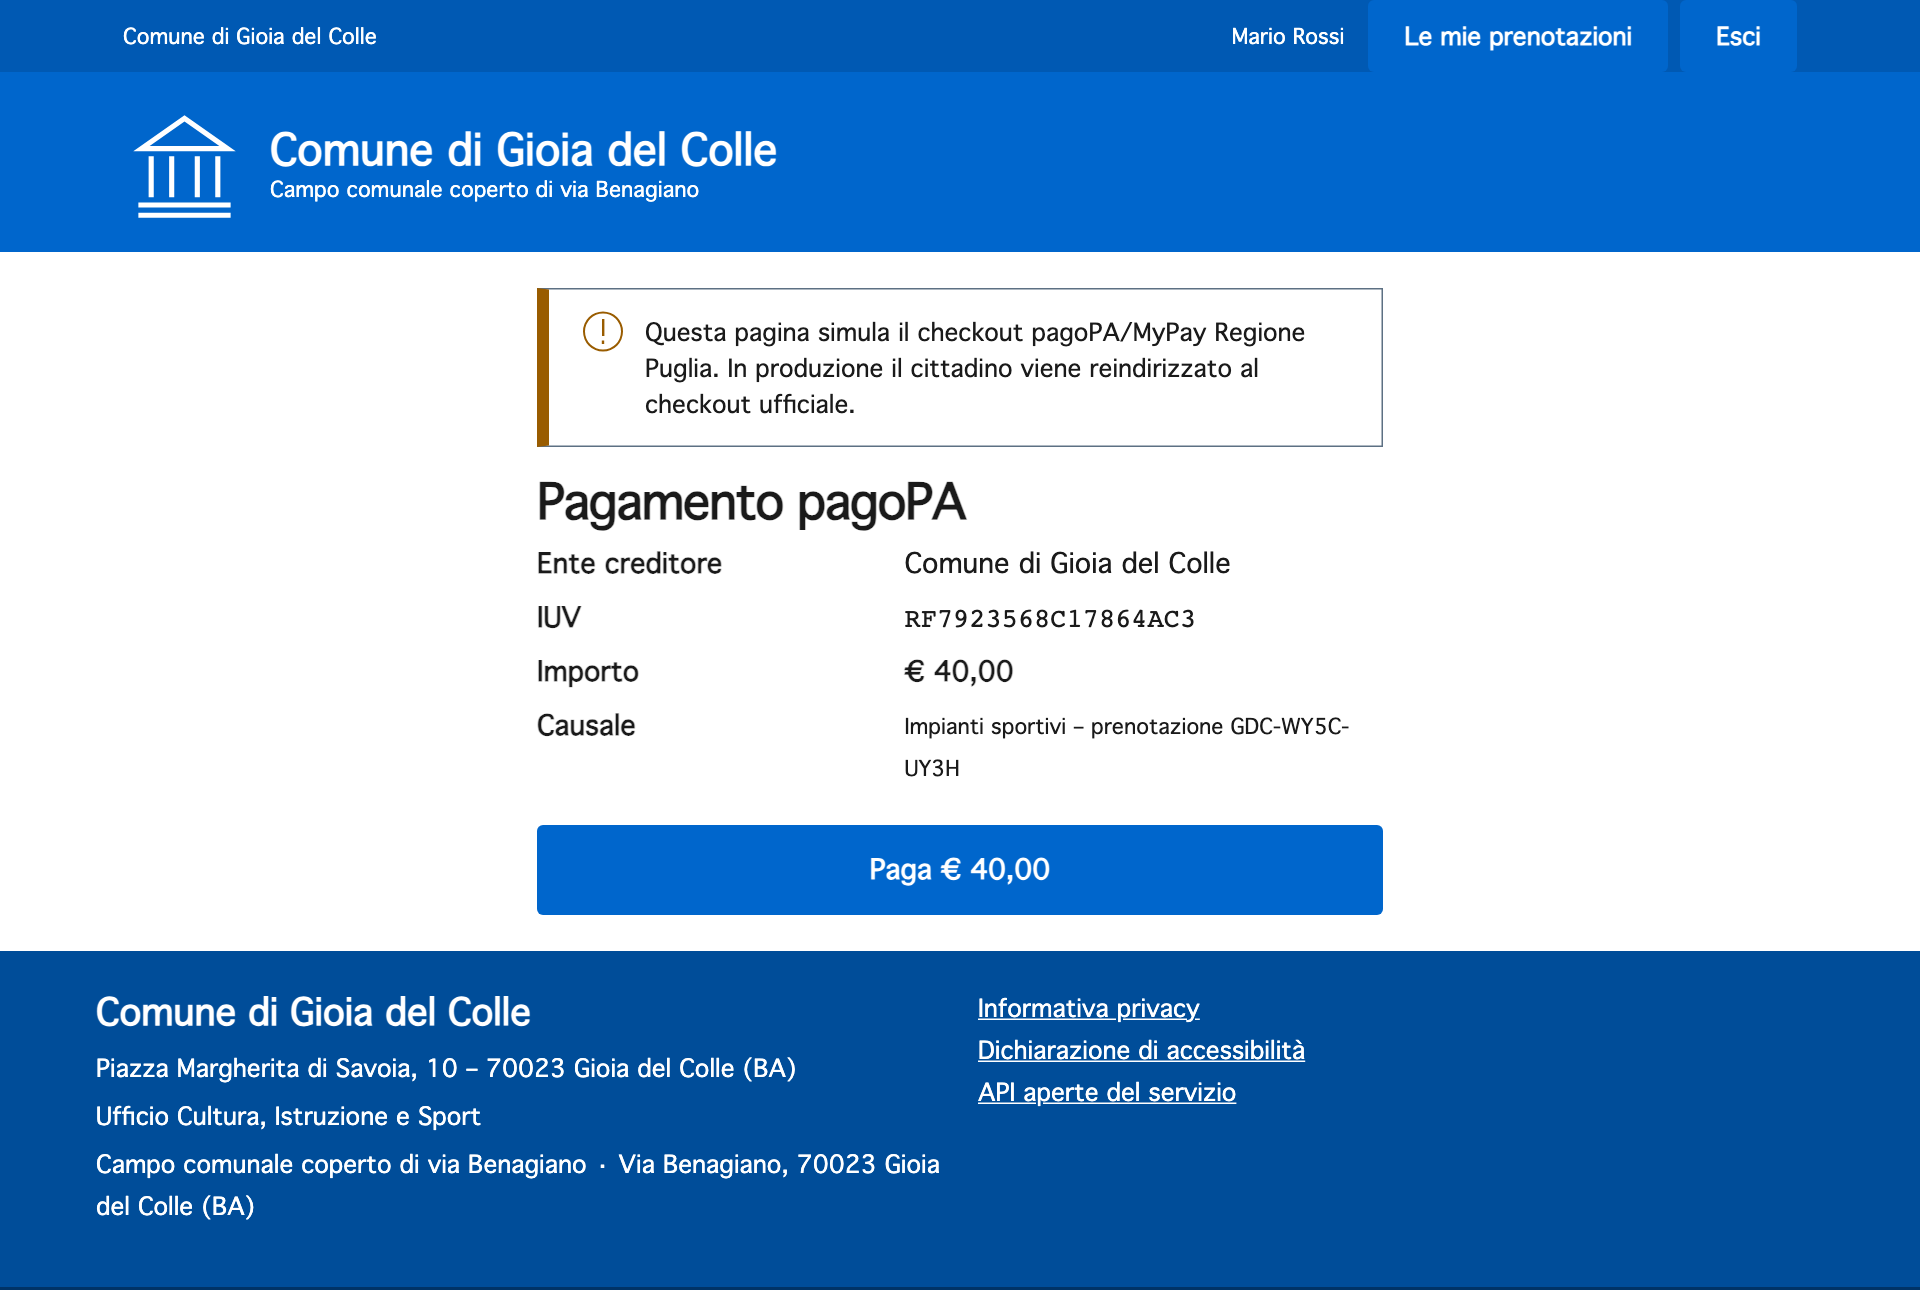 Comune di Gioia del Colle
Mario Rossi
Le mie prenotazioni
Esci
Comune di Gioia del Colle
Campo comunale coperto di via Benagiano
Questa pagina simula il checkout pagoPA/MyPay Regione
Puglia. In produzione il cittadino viene reindirizzato al
checkout ufficiale.
Pagamento pagoPA
Ente creditore
Comune di Gioia del Colle
IUV
RF7923568C17864AC3
Importo
€ 40,00
Causale
Impianti sportivi – prenotazione GDC-WY5C-
UY3H
Paga € 40,00
Comune di Gioia del Colle
Piazza Margherita di Savoia, 10 – 70023 Gioia del Colle (BA)
Ufficio Cultura, Istruzione e Sport
Campo comunale coperto di via Benagiano · Via Benagiano, 70023 Gioia
del Colle (BA)
Informativa privacy
Dichiarazione di accessibilità
API aperte del servizio